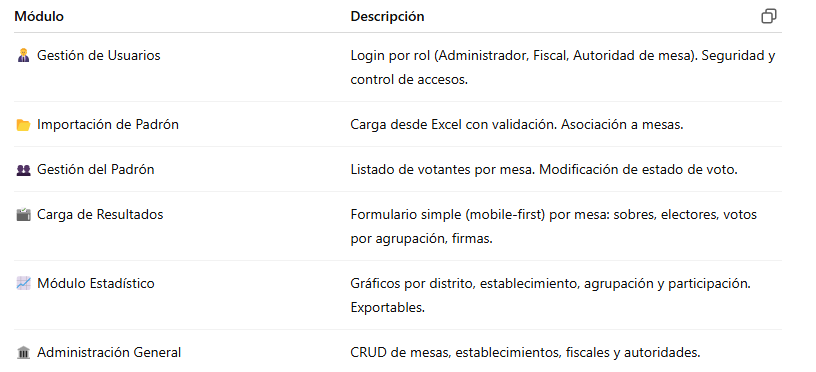 Módulo Descripción
Gestión de Usuarios Login por rol (Administrador, Fiscal, Autoridad de mesa). Seguridad y
control de accesos.
Importación de Padrón Carga desde Excel con validación. Asociación a mesas.
Gestión del Padrón Listado de votantes por mesa. Modificación de estado de voto.
Carga de Resultados Formulario simple (mobile-first) por mesa: sobres, electores, votos
por agrupación, firmas.
Módulo Estadístico Gráficos por distrito, establecimiento, agrupación y participación.
Exportables.
Administración General CRUD de mesas, establecimientos, fiscales y autoridades.